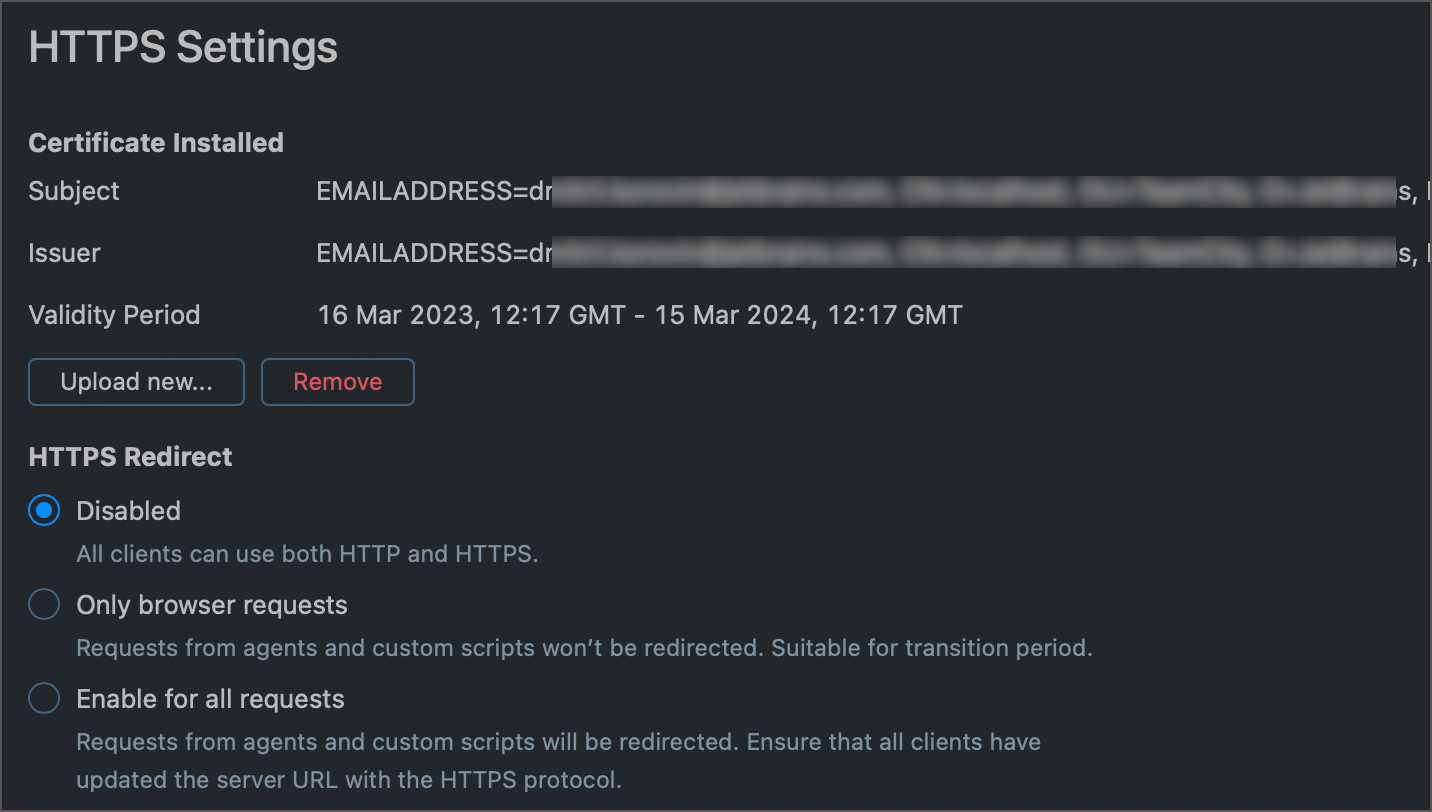 HTTPS Settings
Certificate Installed
Subject EMAILADDRESS=dr s,
Issuer EMAILADDRESS=dr s,
Validity Period 16 Mar 2023, 12:17 GMT - 15 Mar 2024, 12:17 GMT
Upload new... Remove
HTTPS Redirect
Disabled
All clients can use both HTTP and HTTPS.
Only browser requests
Requests from agents and custom scripts won’t be redirected. Suitable for transition period.
Enable for all requests
Requests from agents and custom scripts will be redirected. Ensure that all clients have
updated the server URL with the HTTPS protocol.